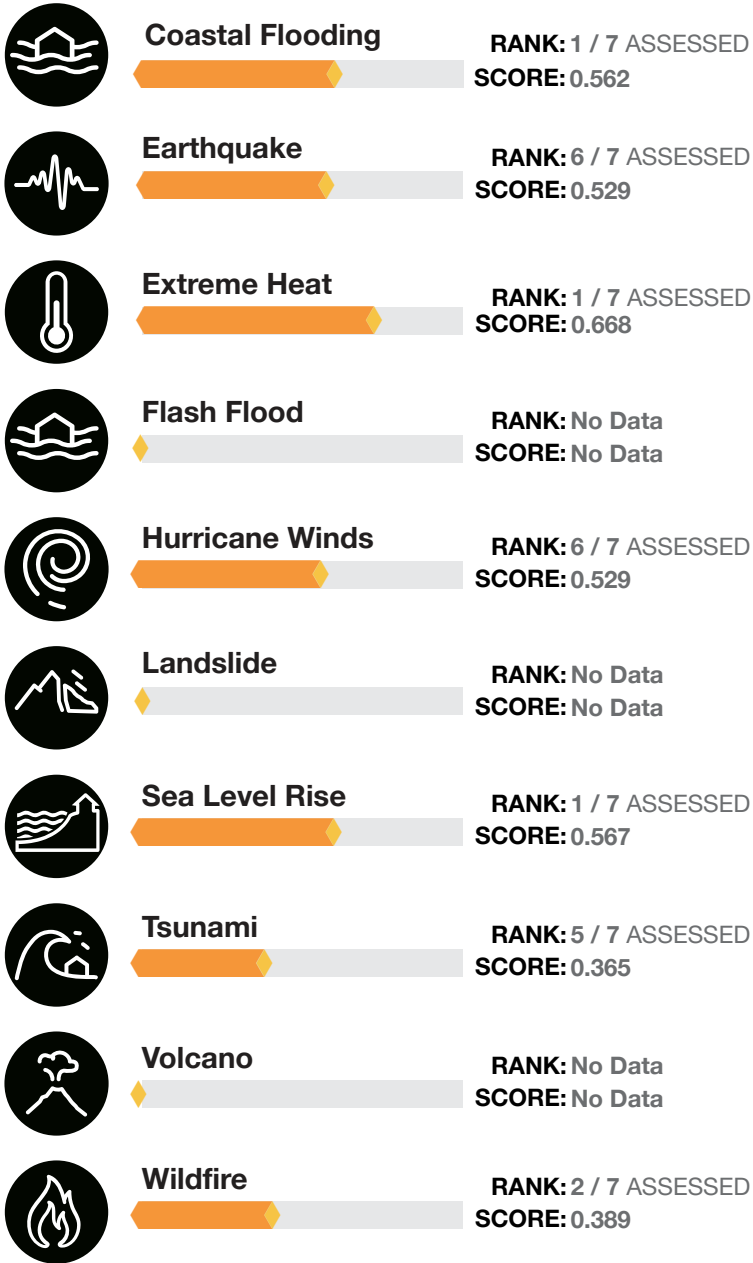 Coastal Flooding
RANK: 1 / 7 ASSESSED
SCORE: 0.562
Earthquake
RANK: 6 / 7 ASSESSED
SCORE: 0.529
Extreme Heat
RANK: 1 / 7 ASSESSED
SCORE: 0.668
Flash Flood
RANK: No Data
SCORE: No Data
Hurricane Winds
RANK: 6 / 7 ASSESSED
SCORE: 0.529
Landslide
RANK: No Data
SCORE: No Data
Sea Level Rise
RANK: 1 / 7 ASSESSED
SCORE: 0.567
Tsunami
RANK: 5 / 7 ASSESSED
SCORE: 0.365
Volcano
RANK: No Data
SCORE: No Data
Wildfire
RANK: 2 / 7 ASSESSED
SCORE: 0.389